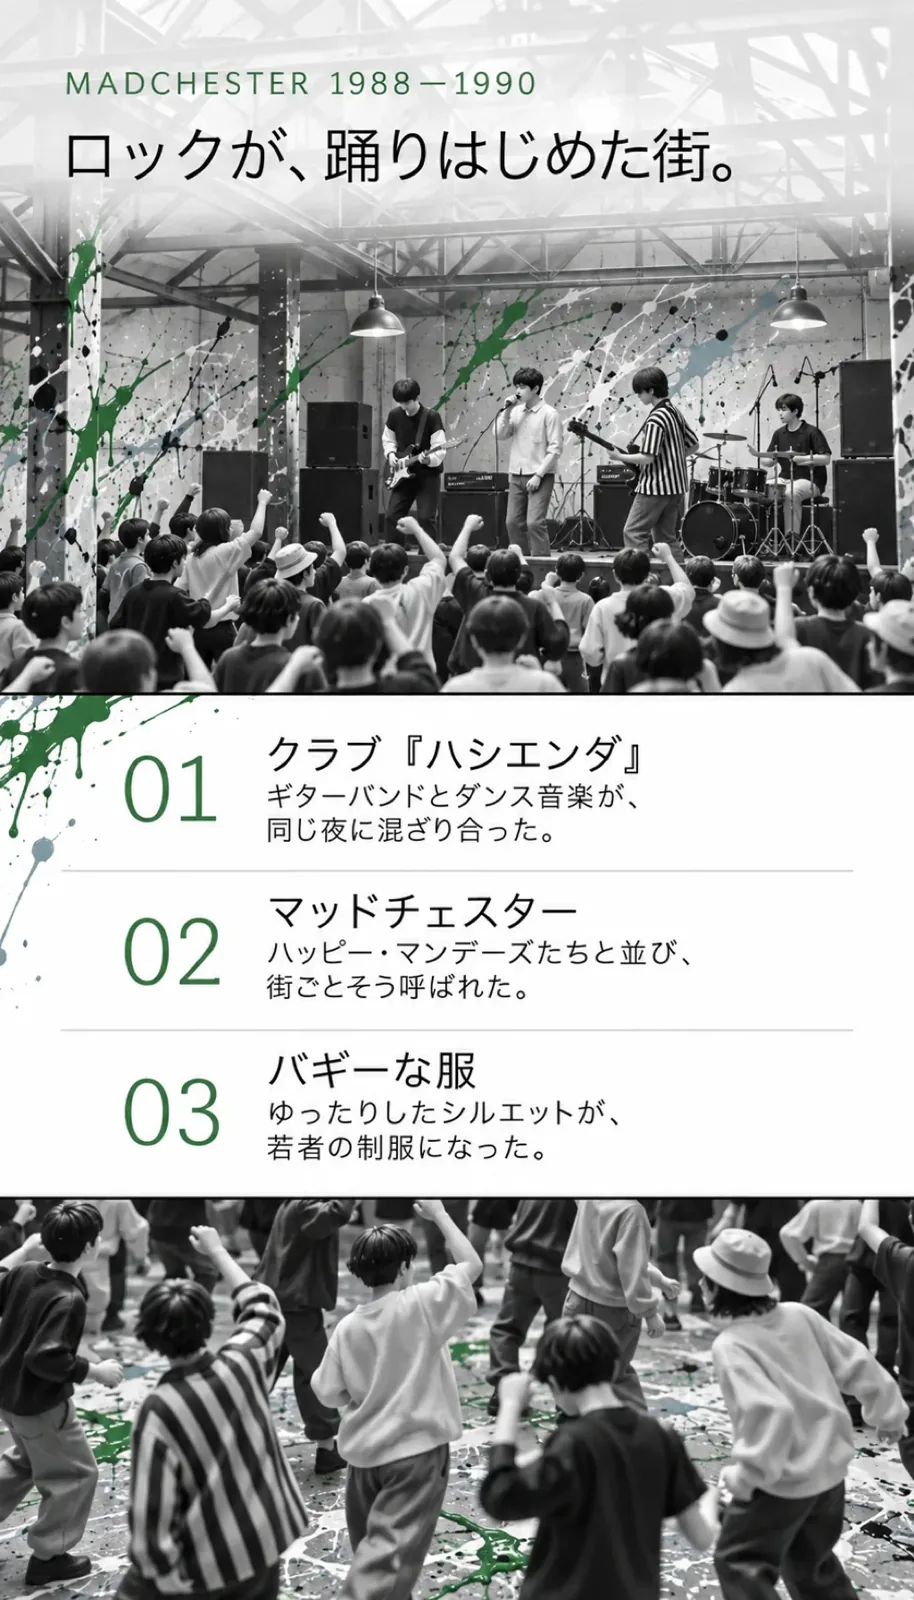 MADCHESTER 1988—1990
ロックが、踊りはじめた街。
01
クラブ『ハシエンダ』
ギターバンドとダンス音楽が、
同じ夜に混ざり合った。
02
マッドチェスター
ハッピー・マンデーズたちと並び、
街ごとそう呼ばれた。
03
バギーな服
ゆったりしたシルエットが、
若者の制服になった。